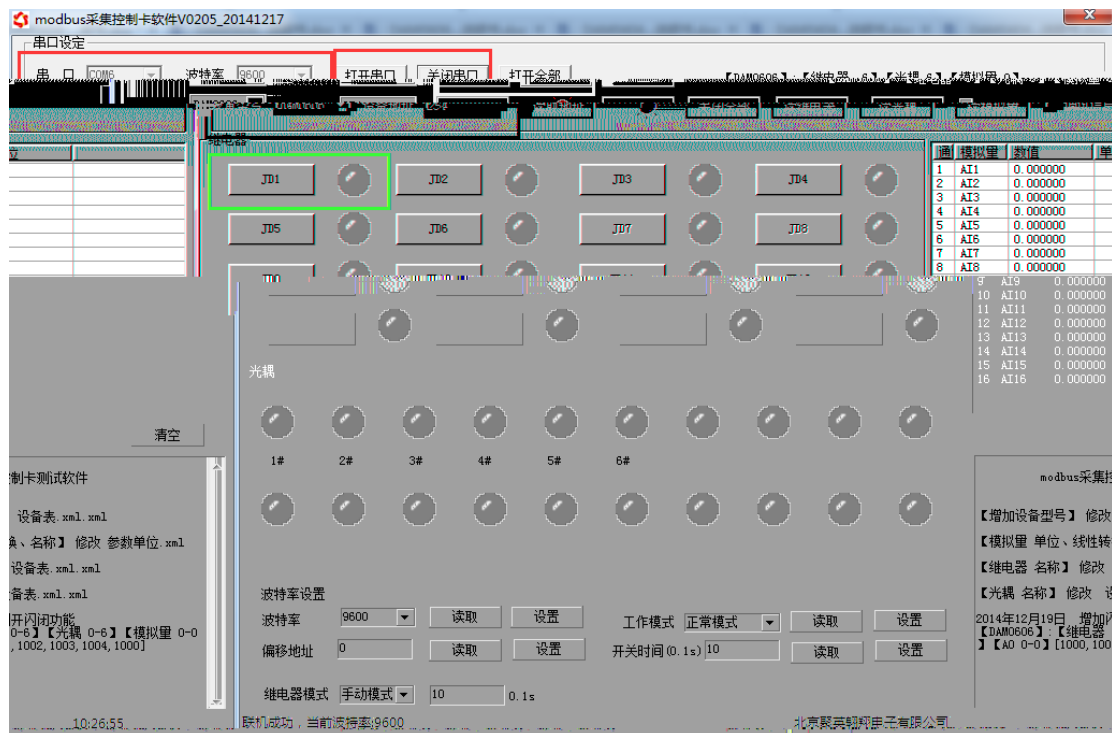 modbus采集控制卡软件V0205_20141217
串口设定
串 口 COM6 波特率 9600 打开串口 关闭串口 打开全部 【DAM0606】:【继电器 6】【光耦 6】【模拟量 0】
继电器
JD1 JD2 JD3 JD4
JD5 JD6 JD7 JD8
通 模拟量 数值 单
1 AI1 0.000000
2 AI2 0.000000
3 AI3 0.000000
4 AI4 0.000000
5 AI5 0.000000
6 AI6 0.000000
7 AI7 0.000000
8 AI8 0.000000
9 AI9 0.000000
10 AI10 0.000000
11 AI11 0.000000
12 AI12 0.000000
13 AI13 0.000000
14 AI14 0.000000
15 AI15 0.000000
16 AI16 0.000000
光耦
1# 2# 3# 4# 5# 6#
清空
制卡测试软件
设备表.xml.xml
、名称】 修改 参数单位.xml
设备表.xml.xml
备表.xml.xml
开闪闭功能
0-6】【光耦 0-6】【模拟量 0-0
,1002,1003,1004,1000]
10:26:55
波特率设置
波特率 9600 读取 设置
偏移地址 0 读取 设置
工作模式 正常模式 读取 设置
开关时间(0.1s) 10 读取 设置
继电器模式 手动模式 10 0.1s
联机成功，当前波特率:9600
北京聚英翱翔电子有限公司
modbus采集
【增加设备型号】 修改
【模拟量 单位、线性转
【继电器 名称】 修改
【光耦 名称】 修改
2014年12月19日 增加
【DAM0606】:【继电器
】【AO 0-0】[1000,100